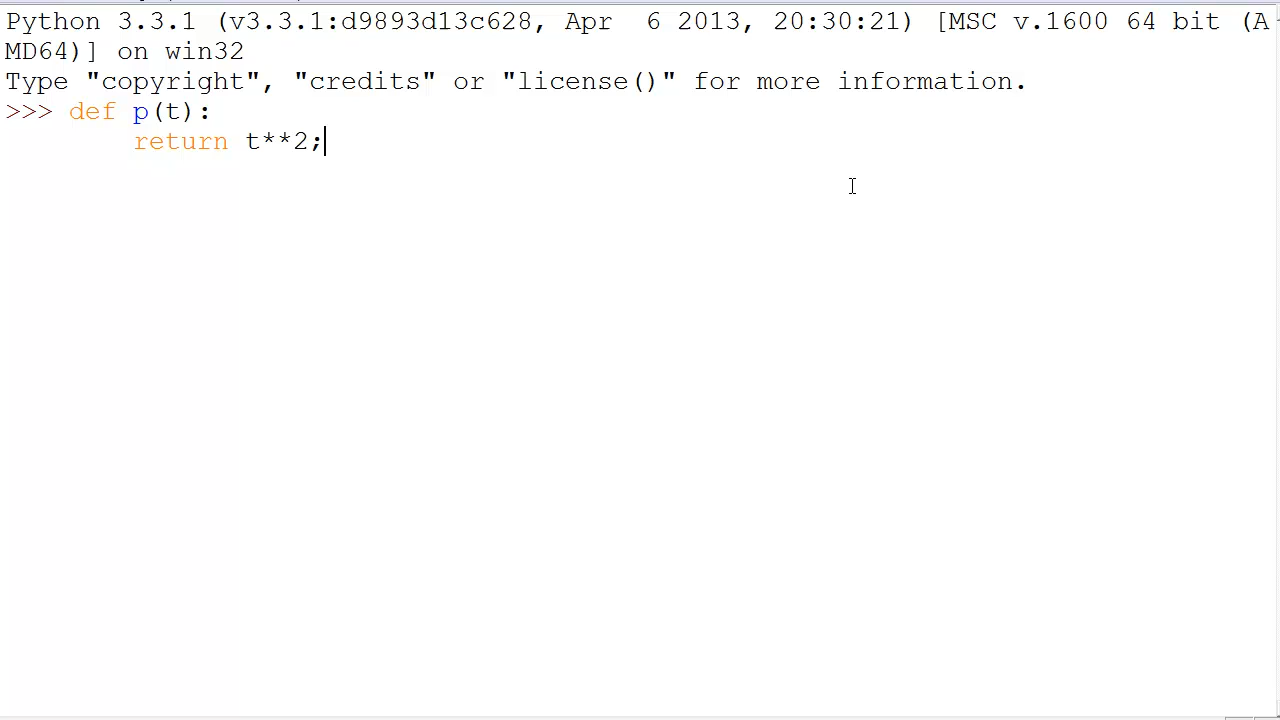 Python 3.3.1 (v3.3.1:d9893d13c628, Apr  6 2013, 20:30:21) [MSC v.1600 64 bit (A
MD64)] on win32
Type "copyright", "credits" or "license()" for more information.
>>> def p(t):
        return t**2;